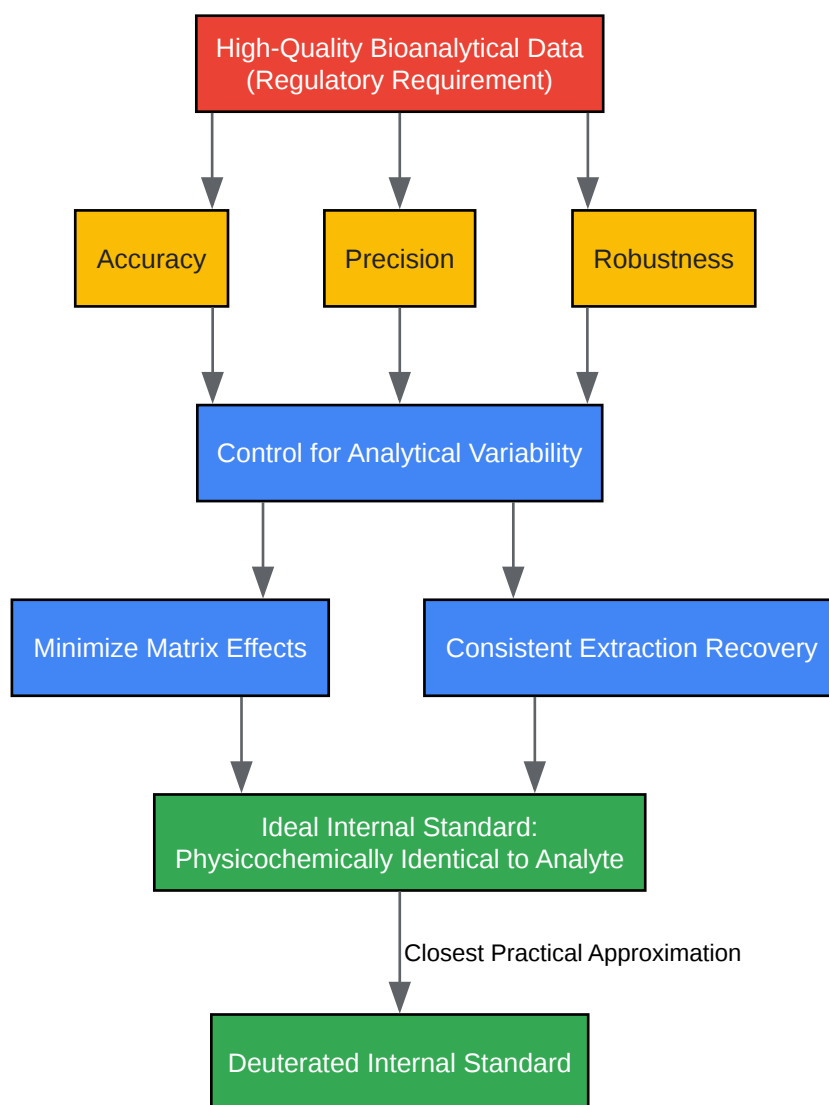 High-Quality Bioanalytical Data
(Regulatory Requirement)
Accuracy
Precision
Robustness
Control for Analytical Variability
Minimize Matrix Effects
Consistent Extraction Recovery
Ideal Internal Standard:
Physicochemically Identical to Analyte
Closest Practical Approximation
Deuterated Internal Standard